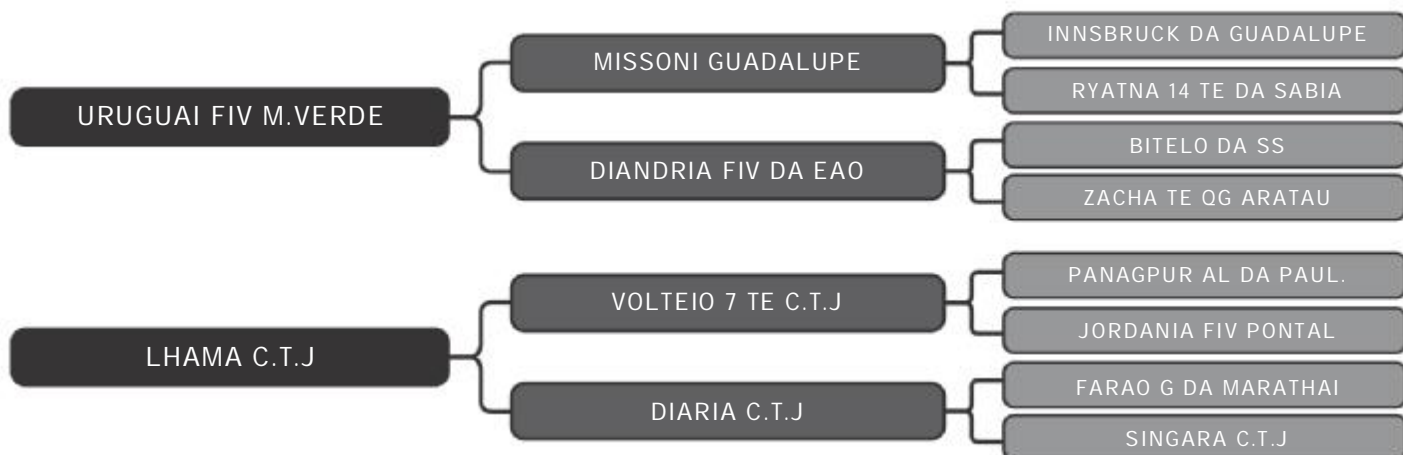 INNSBRUCK DA GUADALUPE
MISSONI GUADALUPE
RYATNA 14 TE DA SABIA
URUGUAI FIV M.VERDE
BITELO DA SS
DIANDRIA FIV DA EAO
ZACHA TE QG ARATAU
PANAGPUR AL DA PAUL.
VOLTEIO 7 TE C.T.J
JORDANIA FIV PONTAL
LHAMA C.T.J
FARAO G DA MARATHAI
DIARIA C.T.J
SINGARA C.T.J